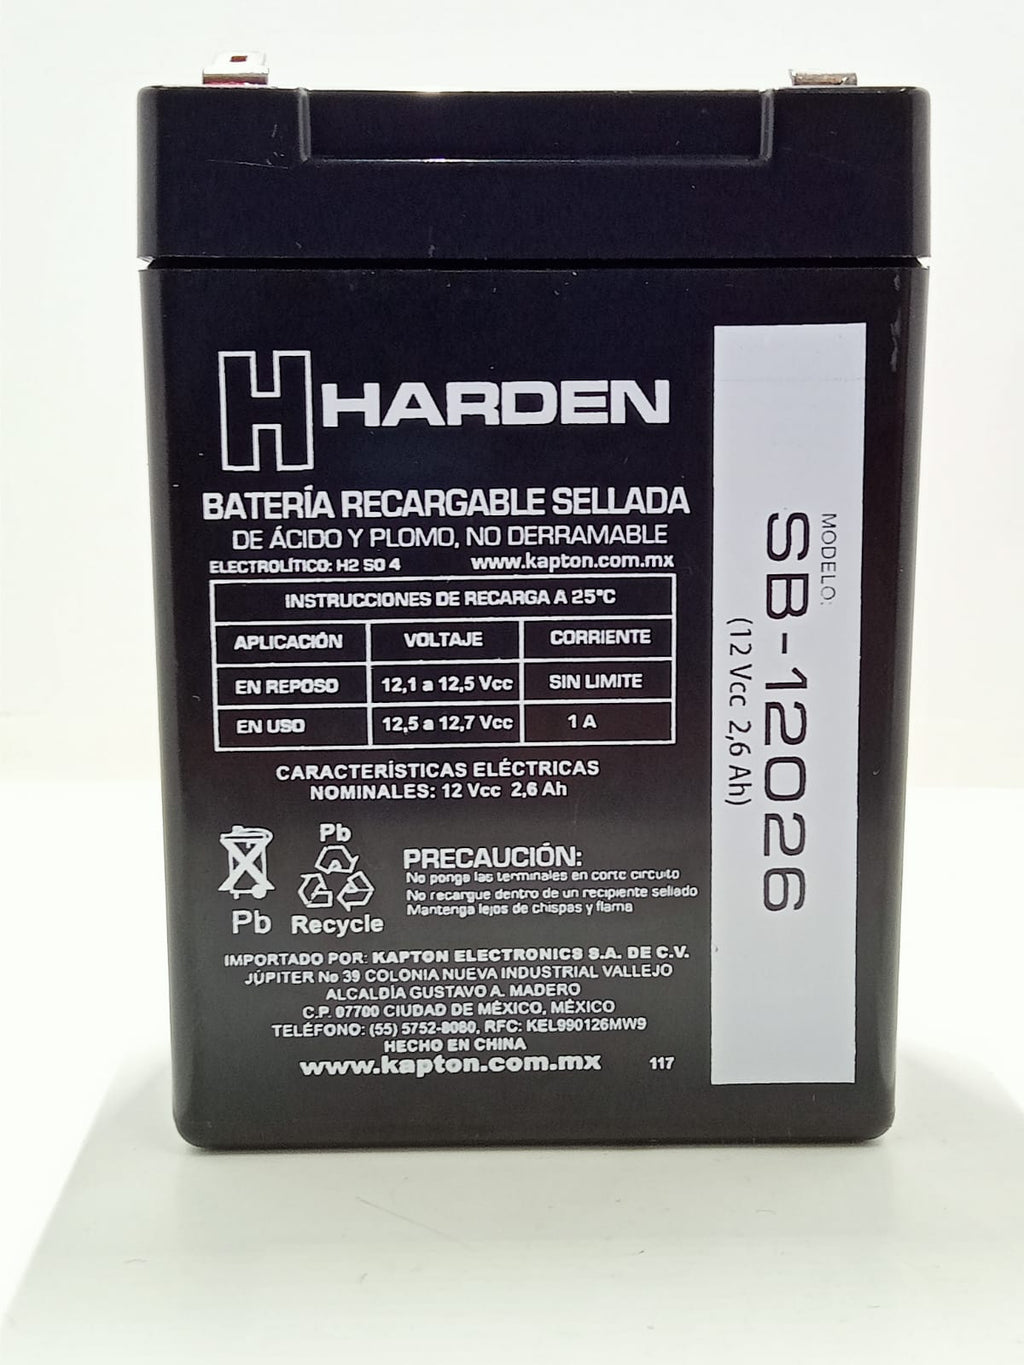 HARDEN
BATERÍA RECARGABLE SELLADA
DE ÁCIDO Y PLOMO, NO DERRAMABLE
ELECTROLÍTICO: H2 SO 4 www.kapton.com.mx
INSTRUCCIONES DE RECARGA A 25°C
APLICACIÓN VOLTAJE CORRIENTE
EN REPOSO 12,1 a 12,5 Vcc SIN LIMITE
EN USO 12,5 a 12,7 Vcc 1 A
CARACTERÍSTICAS ELÉCTRICAS
NOMINALES: 12 Vcc 2,6 Ah
Pb
Pb
Recycle
PRECAUCIÓN:
No ponga las terminales en corto circuito
No recargue dentro de un recipiente sellado
Mantenga lejos de chispas y flama
IMPORTADO POR: KAPTON ELECTRONICS S.A. DE C.V.
JÚPITER No 39 COLONIA NUEVA INDUSTRIAL VALLEJO
ALCALDÍA GUSTAVO A. MADERO
C.P. 07700 CIUDAD DE MÉXICO, MÉXICO
TELÉFONO: (55) 5752-8080, RFC: KEL990126MW9
HECHO EN CHINA
www.kapton.com.mx 117
MODELO:
SB-12026
(12 Vcc 2,6 Ah)